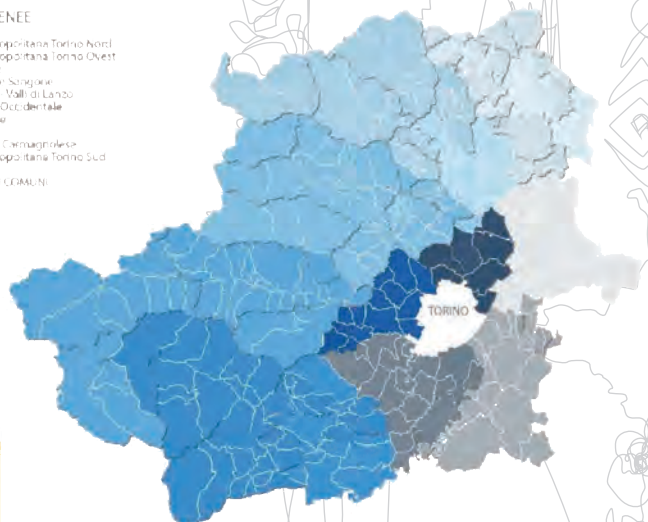 ENEE
opolitana Torino Nord
opolitana Torino Ovest
Sangone
Valli di Lanzo
Occidentale
e
Carmagnolese
opolitana Torino Sud
COMUNI
TORINO